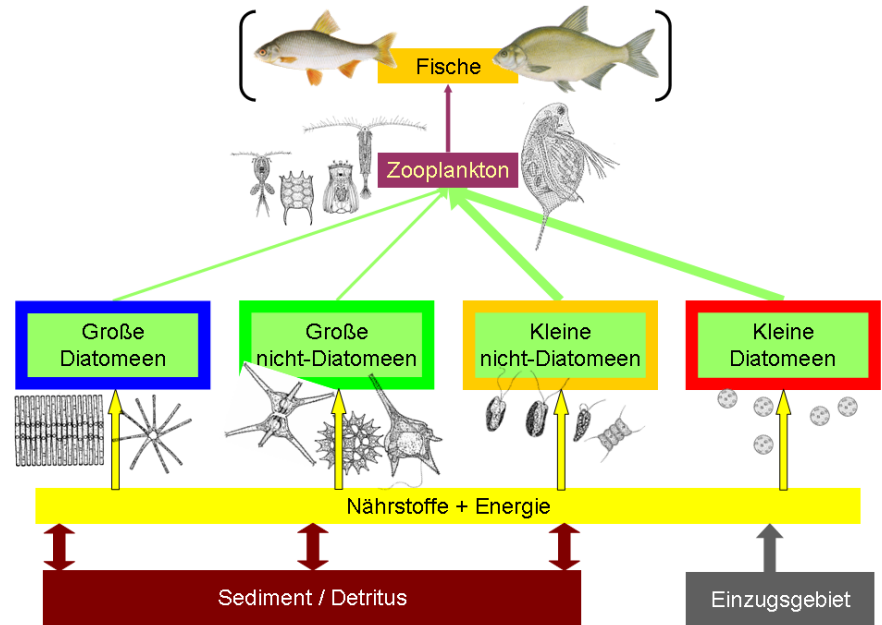 Fische
Zooplankton
Große
Diatomeen
Große
nicht-Diatomeen
Kleine
nicht-Diatomeen
Kleine
Diatomeen
Nährstoffe + Energie
Sediment / Detritus
Einzugsgebiet